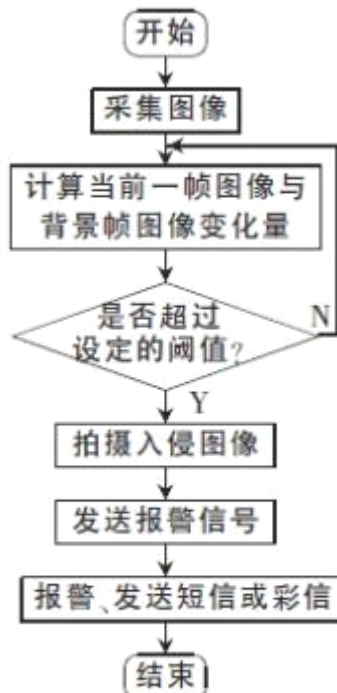 开始
采集图像
计算当前一帧图像与
背景帧图像变化量
是否超过
设定的阈值?
N
Y
拍摄入侵图像
发送报警信号
报警、发送短信或彩信
结束